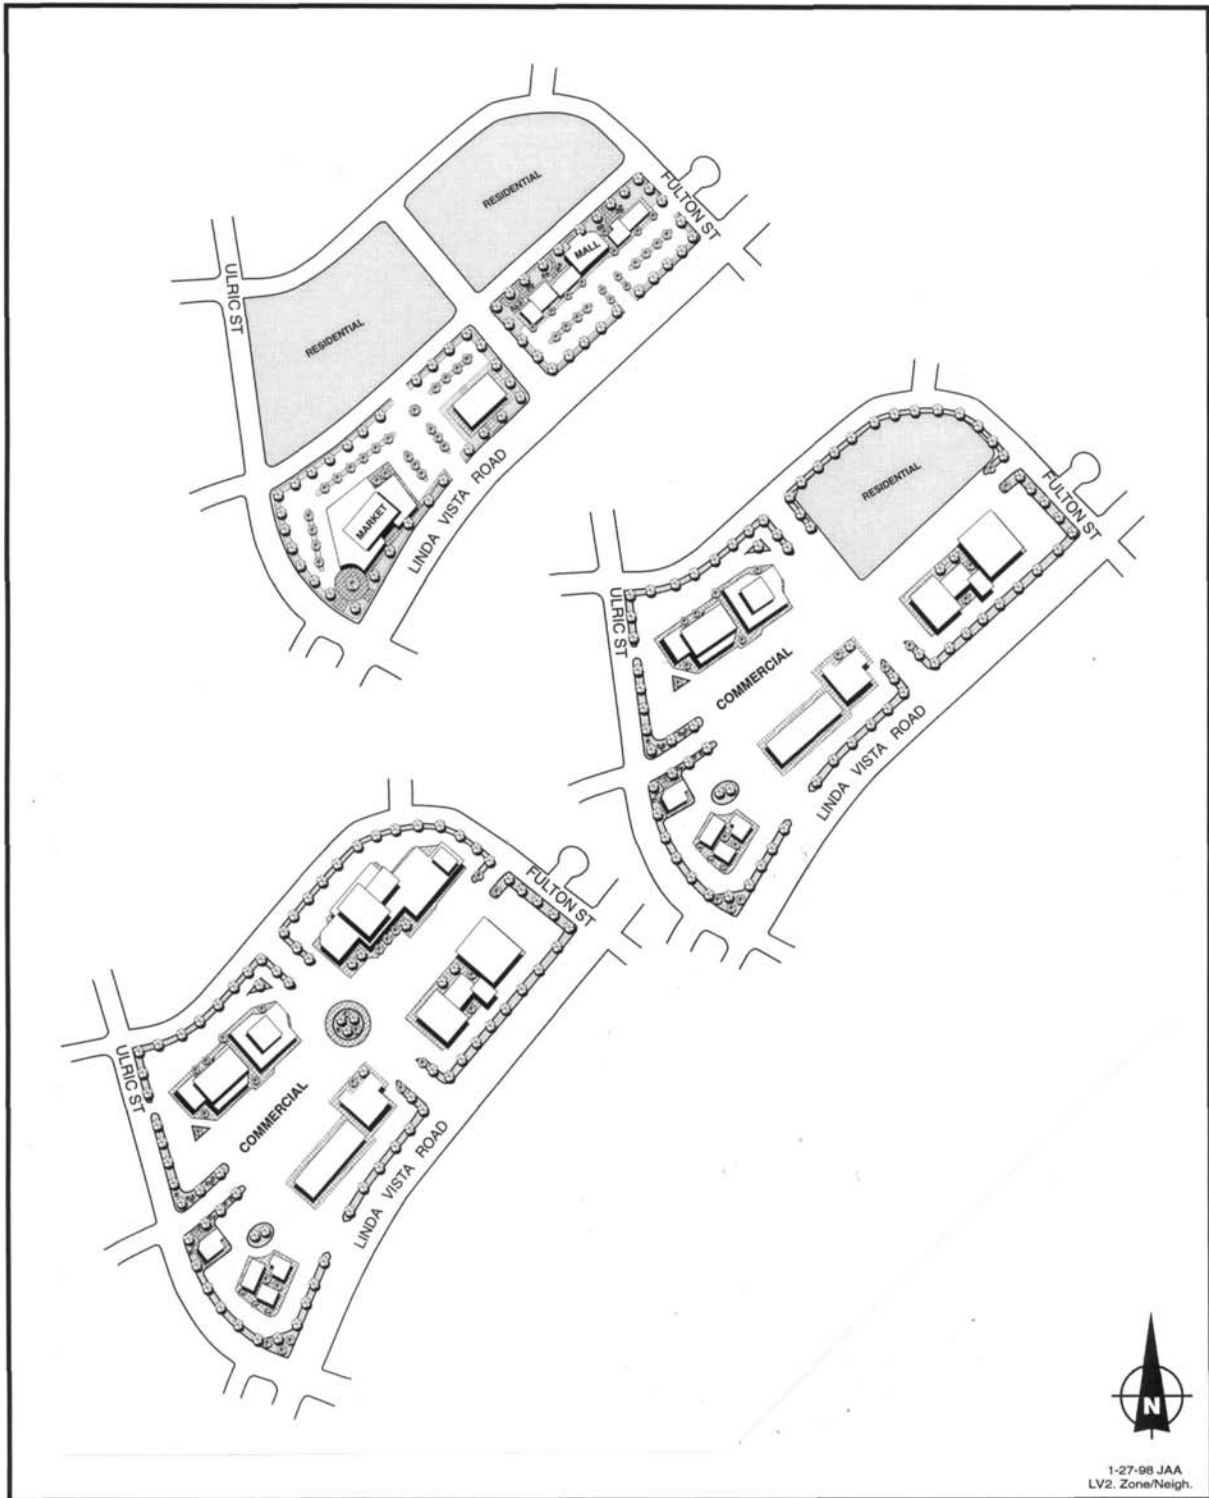 RESIDENTIAL
FULTON ST
MALL
ULRIC ST
RESIDENTIAL
MARKET
LINDA VISTA ROAD
RESIDENTIAL
FULTON ST
ULRIC ST
COMMERCIAL
LINDA VISTA ROAD
FULTON ST
ULRIC ST
COMMERCIAL
LINDA VISTA ROAD
N
1-27-98 JAA
LV2. Zone/Neigh.